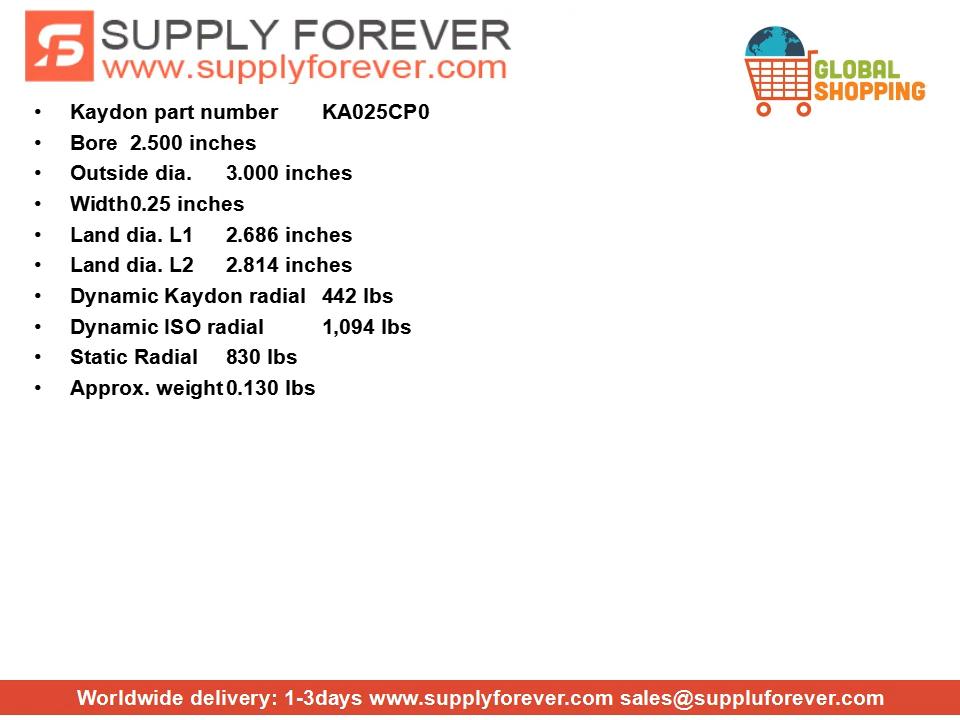 SUPPLY FOREVER
www.supplyforever.com
GLOBAL
SHOPPING
• Kaydon part number KA025CP0
• Bore 2.500 inches
• Outside dia. 3.000 inches
• Width0.25 inches
• Land dia. L1 2.686 inches
• Land dia. L2 2.814 inches
• Dynamic Kaydon radial 442 lbs
• Dynamic ISO radial 1,094 lbs
• Static Radial 830 lbs
• Approx. weight 0.130 lbs
Worldwide delivery: 1-3days www.supplyforever.com sales@suppluforever.com